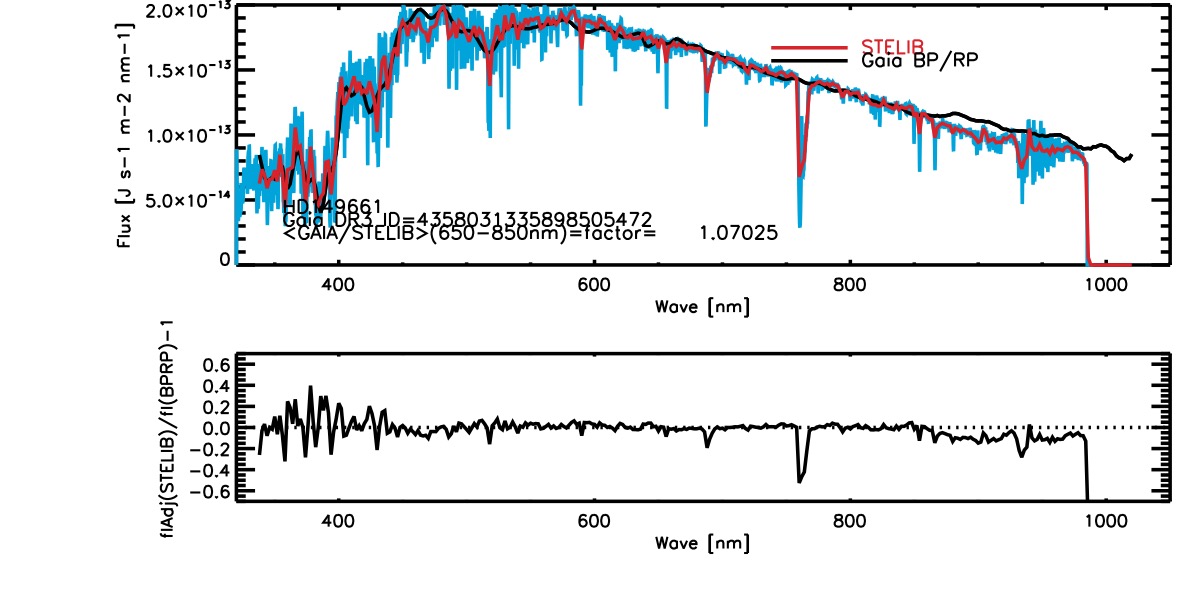 2.0×10⁻¹³
1.5×10⁻¹³
1.0×10⁻¹³
5.0×10⁻¹⁴
0
Flux [J s−1 m−2 nm−1]
STELIB
Gaia BP/RP
HD149661
Gaia DR3 ID=4358031335898505472
<GAIA/STELIB>(650−850nm)=factor= 1.07025
400 600 800 1000
Wave [nm]
flAdj(STELIB)/fl(BPRP)−1
0.6
0.4
0.2
0.0
−0.2
−0.4
−0.6
400 600 800 1000
Wave [nm]